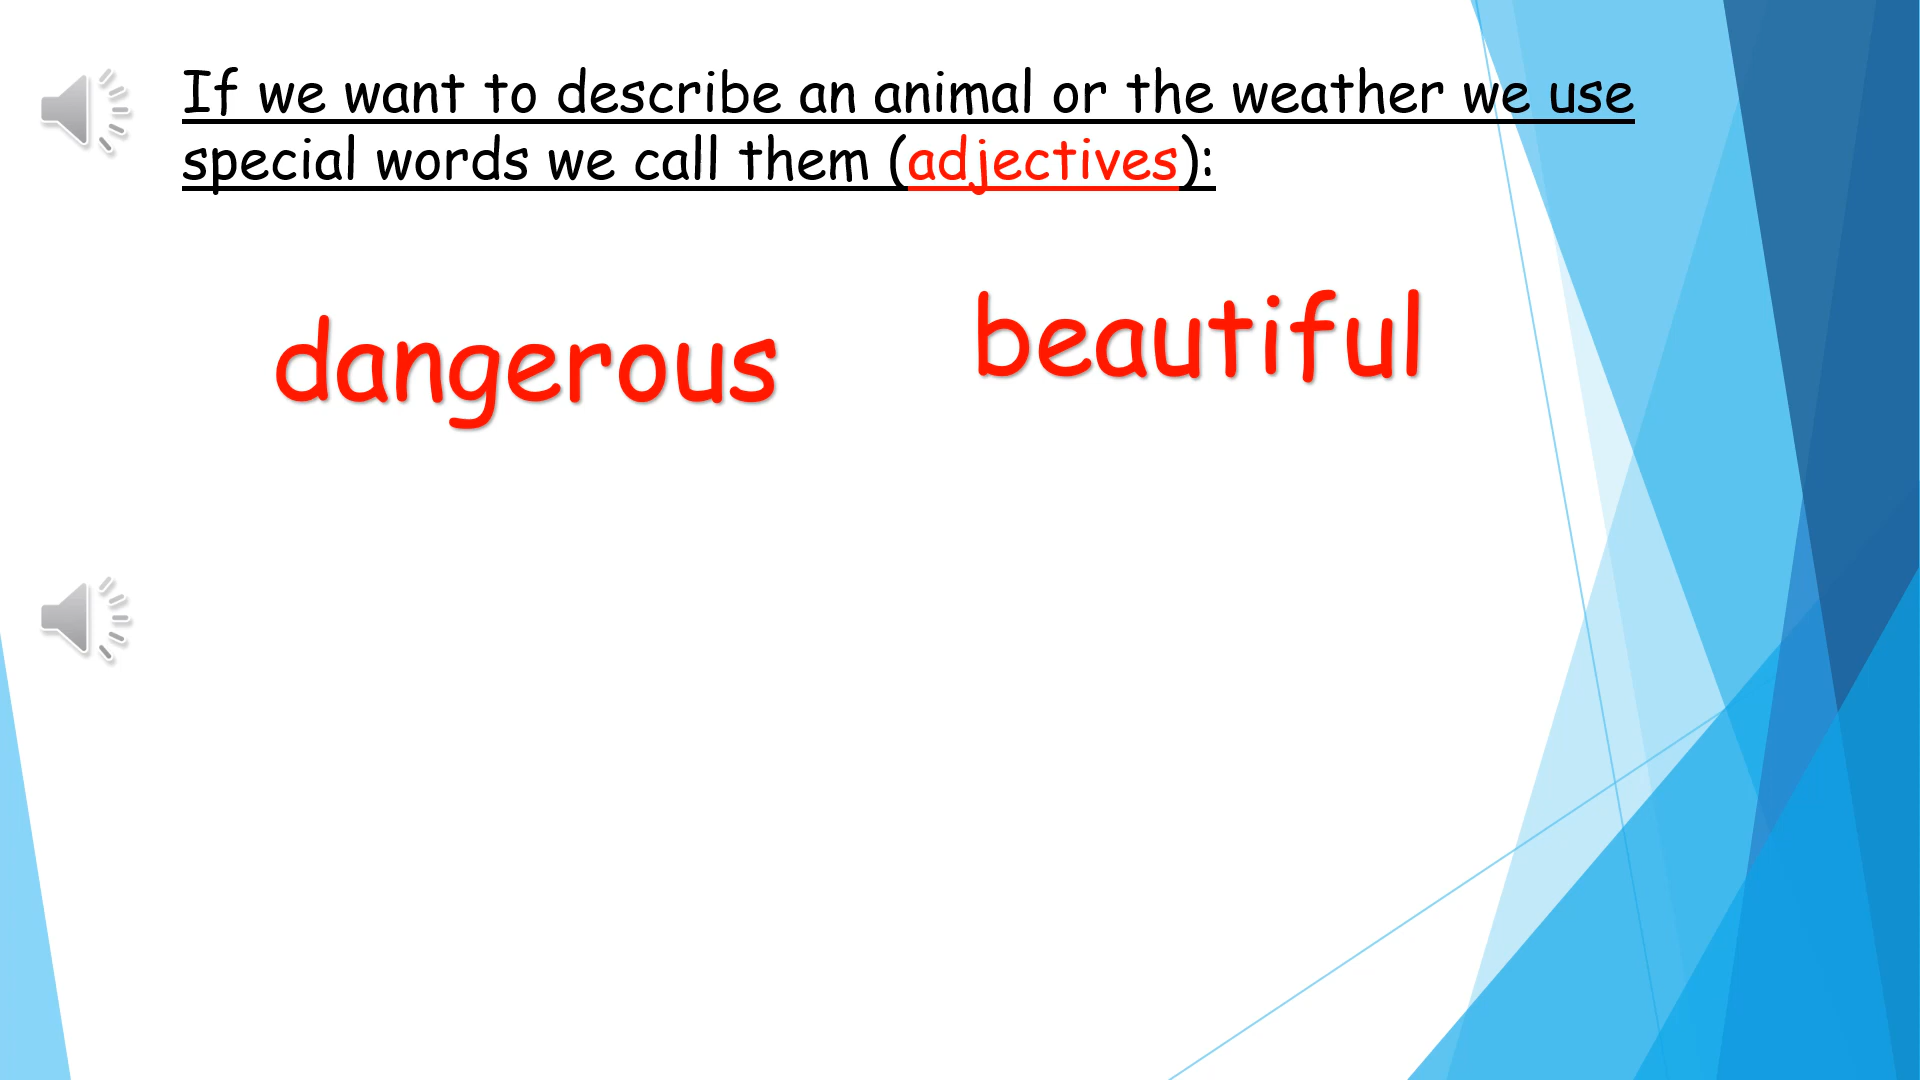 If we want to describe an animal or the weather we use
special words we call them (adjectives):
dangerous
beautiful